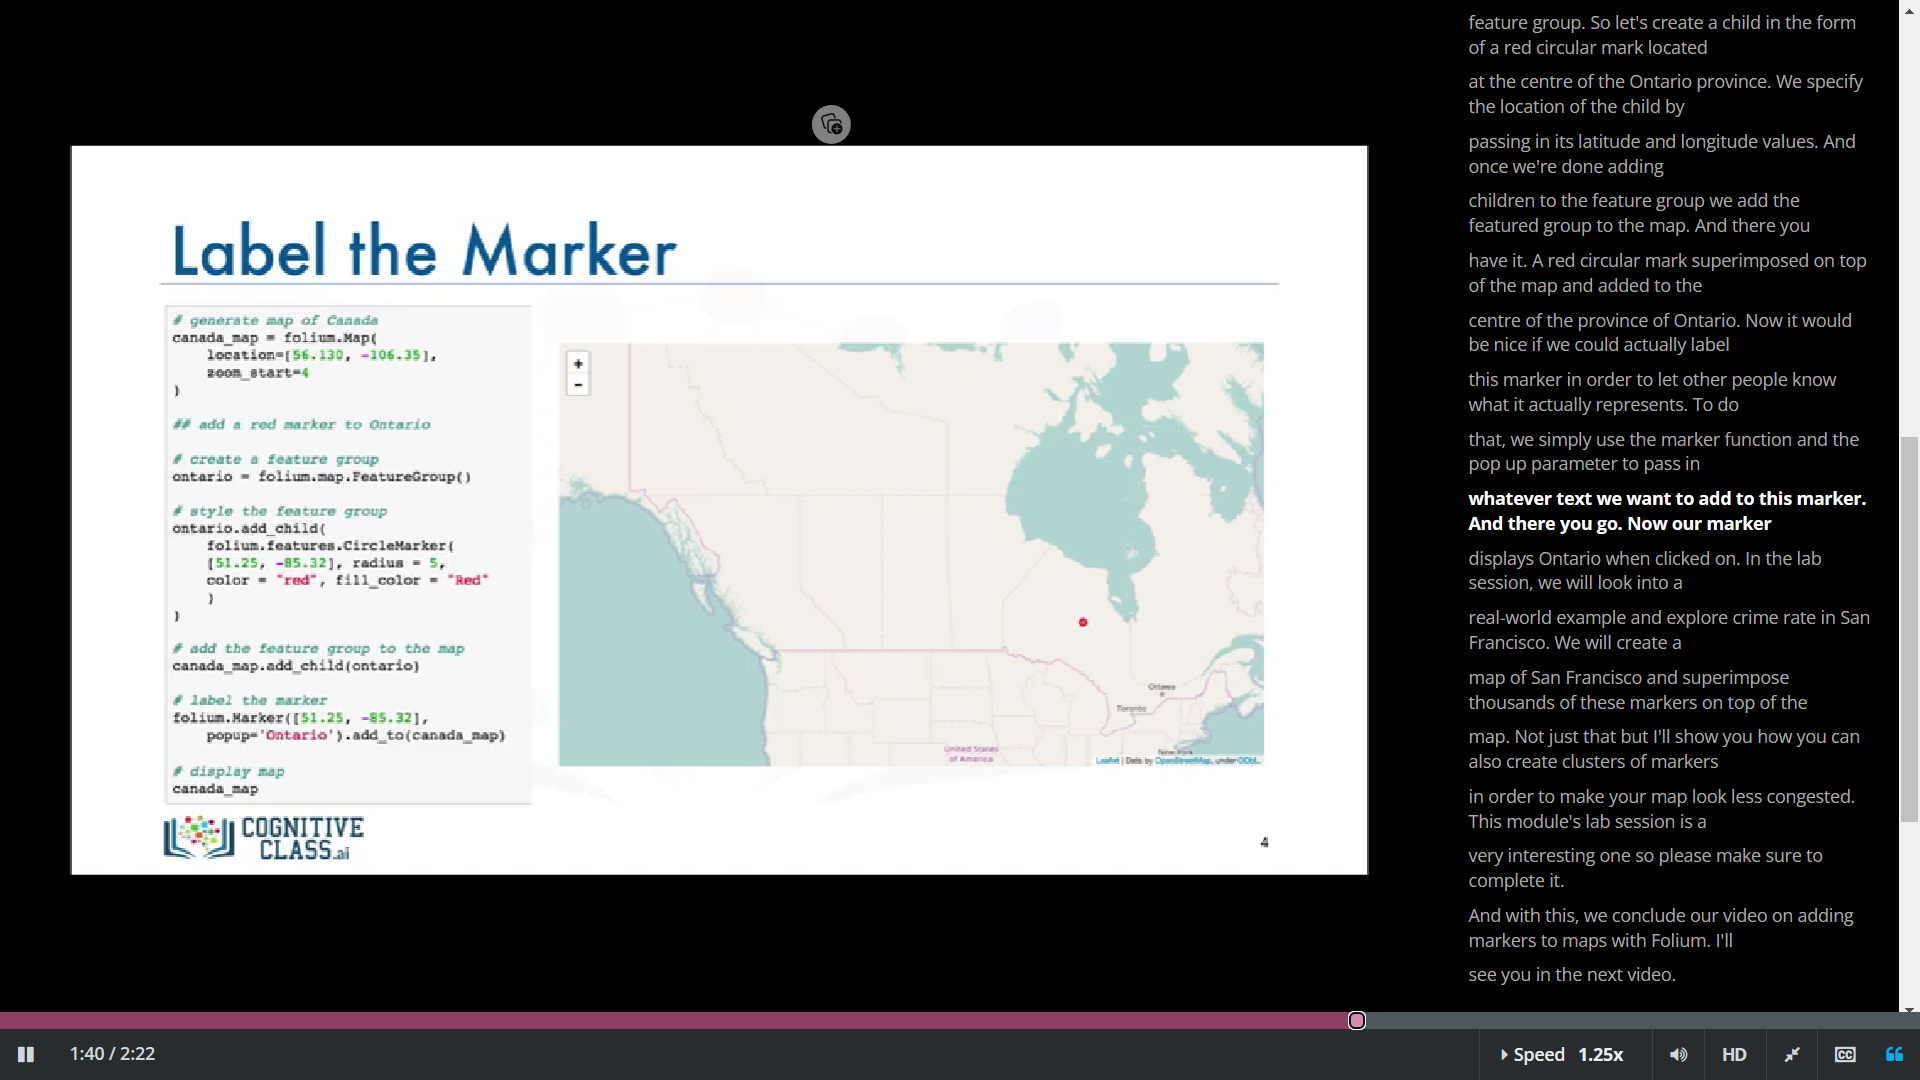 Label the Marker
# generate map of Canada
canada_map = folium.Map(
location=[56.130, -106.35],
zoom_start=4
)
## add a red marker to Ontario
# create a feature group
ontario = folium.map.FeatureGroup()
# style the feature group
ontario.add_child(
folium.features.CircleMarker(
[51.25, -85.32], radius = 5,
color = "red", fill_color = "Red"
)
)
# add the feature group to the map
canada_map.add_child(ontario)
# label the marker
folium.Marker([51.25, -85.32],
popup='Ontario').add_to(canada_map)
# display map
canada_map
+
-
Ottawa
Toronto
New York
United States
of America
Leaflet | Data by OpenStreetMap, under ODbL.
COGNITIVE
CLASS.ai
4
feature group. So let's create a child in the form
of a red circular mark located
at the centre of the Ontario province. We specify
the location of the child by
passing in its latitude and longitude values. And
once we're done adding
children to the feature group we add the
featured group to the map. And there you
have it. A red circular mark superimposed on top
of the map and added to the
centre of the province of Ontario. Now it would
be nice if we could actually label
this marker in order to let other people know
what it actually represents. To do
that, we simply use the marker function and the
pop up parameter to pass in
whatever text we want to add to this marker.
And there you go. Now our marker
displays Ontario when clicked on. In the lab
session, we will look into a
real-world example and explore crime rate in San
Francisco. We will create a
map of San Francisco and superimpose
thousands of these markers on top of the
map. Not just that but I'll show you how you can
also create clusters of markers
in order to make your map look less congested.
This module's lab session is a
very interesting one so please make sure to
complete it.
And with this, we conclude our video on adding
markers to maps with Folium. I'll
see you in the next video.
1:40 / 2:22
Speed 1.25x
HD
CC